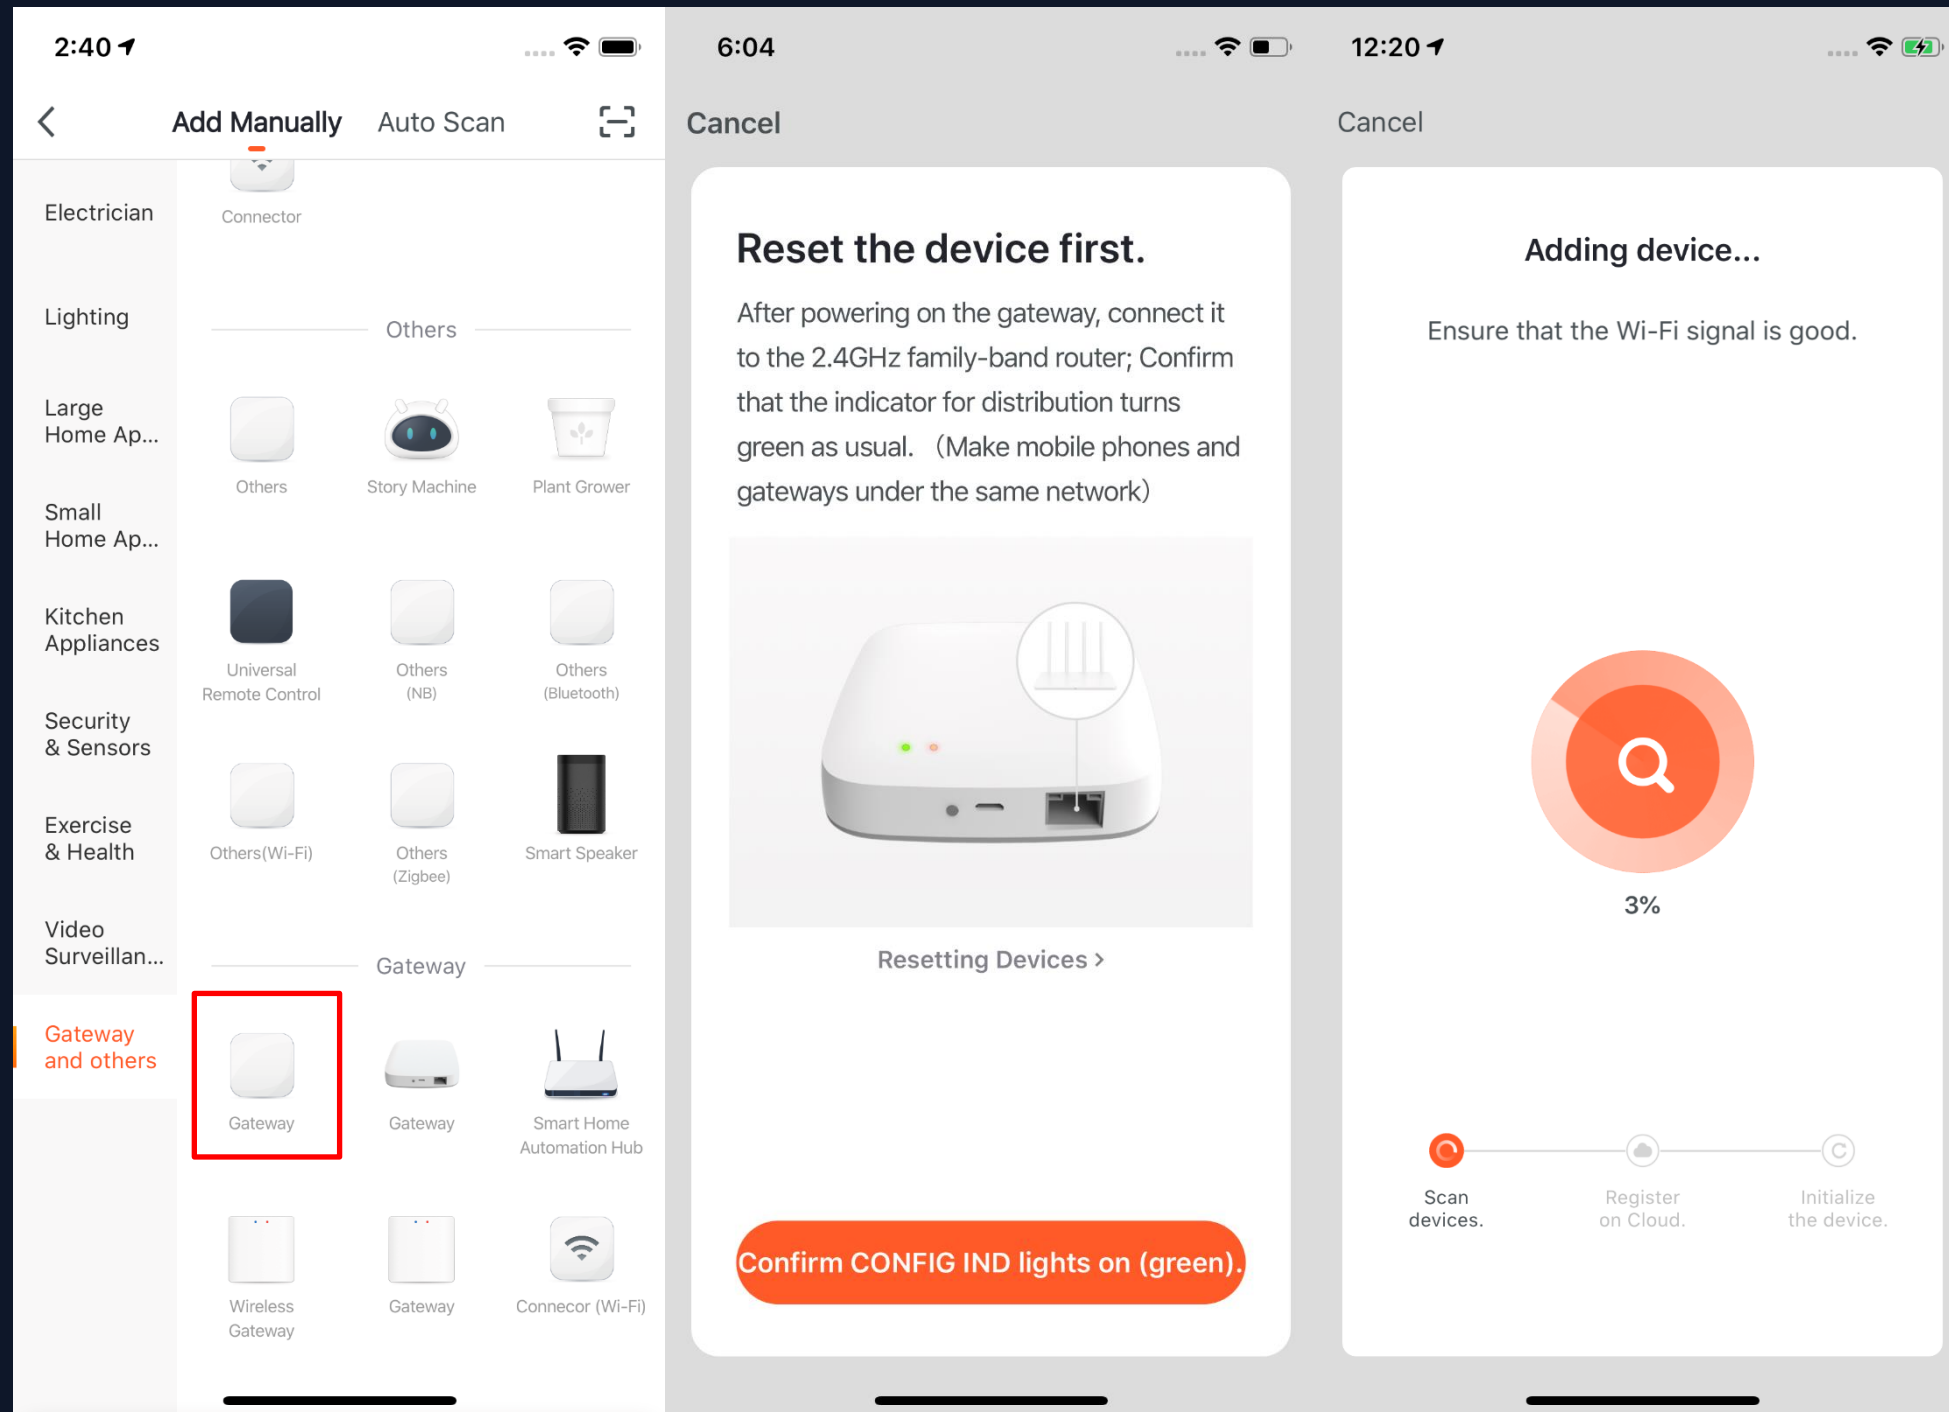 2:40
Add Manually
Auto Scan
Electrician
Lighting
Large
Home Ap...
Small
Home Ap...
Kitchen
Appliances
Security
& Sensors
Exercise
& Health
Video
Surveillan...
Gateway
and others
Connector
Others
Others
Story Machine
Plant Grower
Universal
Remote Control
Others
(NB)
Others
(Bluetooth)
Others(Wi-Fi)
Others
(Zigbee)
Smart Speaker
Gateway
Gateway
Gateway
Smart Home
Automation Hub
Wireless
Gateway
Gateway
Connecor (Wi-Fi)
6:04
Cancel
Reset the device first.
After powering on the gateway, connect it
to the 2.4GHz family-band router; Confirm
that the indicator for distribution turns
green as usual. （Make mobile phones and
gateways under the same network）
Resetting Devices >
Confirm CONFIG IND lights on (green).
12:20
Cancel
Adding device...
Ensure that the Wi-Fi signal is good.
3%
Scan
devices.
Register
on Cloud.
Initialize
the device.